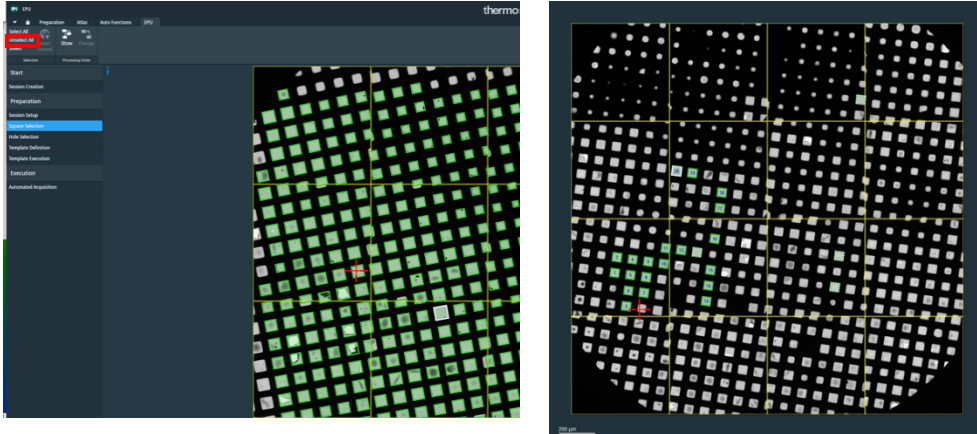 EPU
thermo
Preparation Atlas Auto Functions EPU
Select All
Unselect All
Select
Show Change
Selection Processing Order
Start
Session Creation
Preparation
Session Setup
Square Selection
Hole Selection
Template Definition
Template Execution
Execution
Automated Acquisition
200 µm